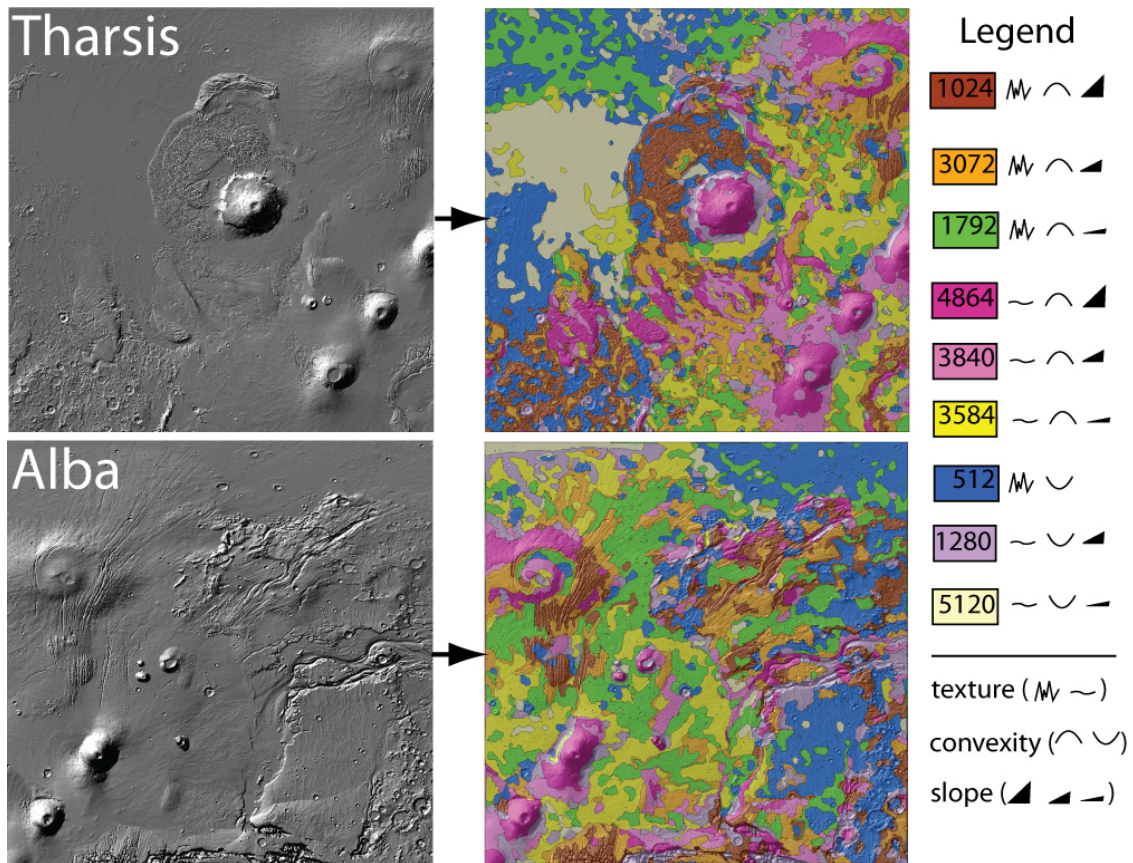 Tharsis
Alba
Legend
1024
3072
1792
4864
3840
3584
512
1280
5120
texture ( )
convexity ( )
slope ( )